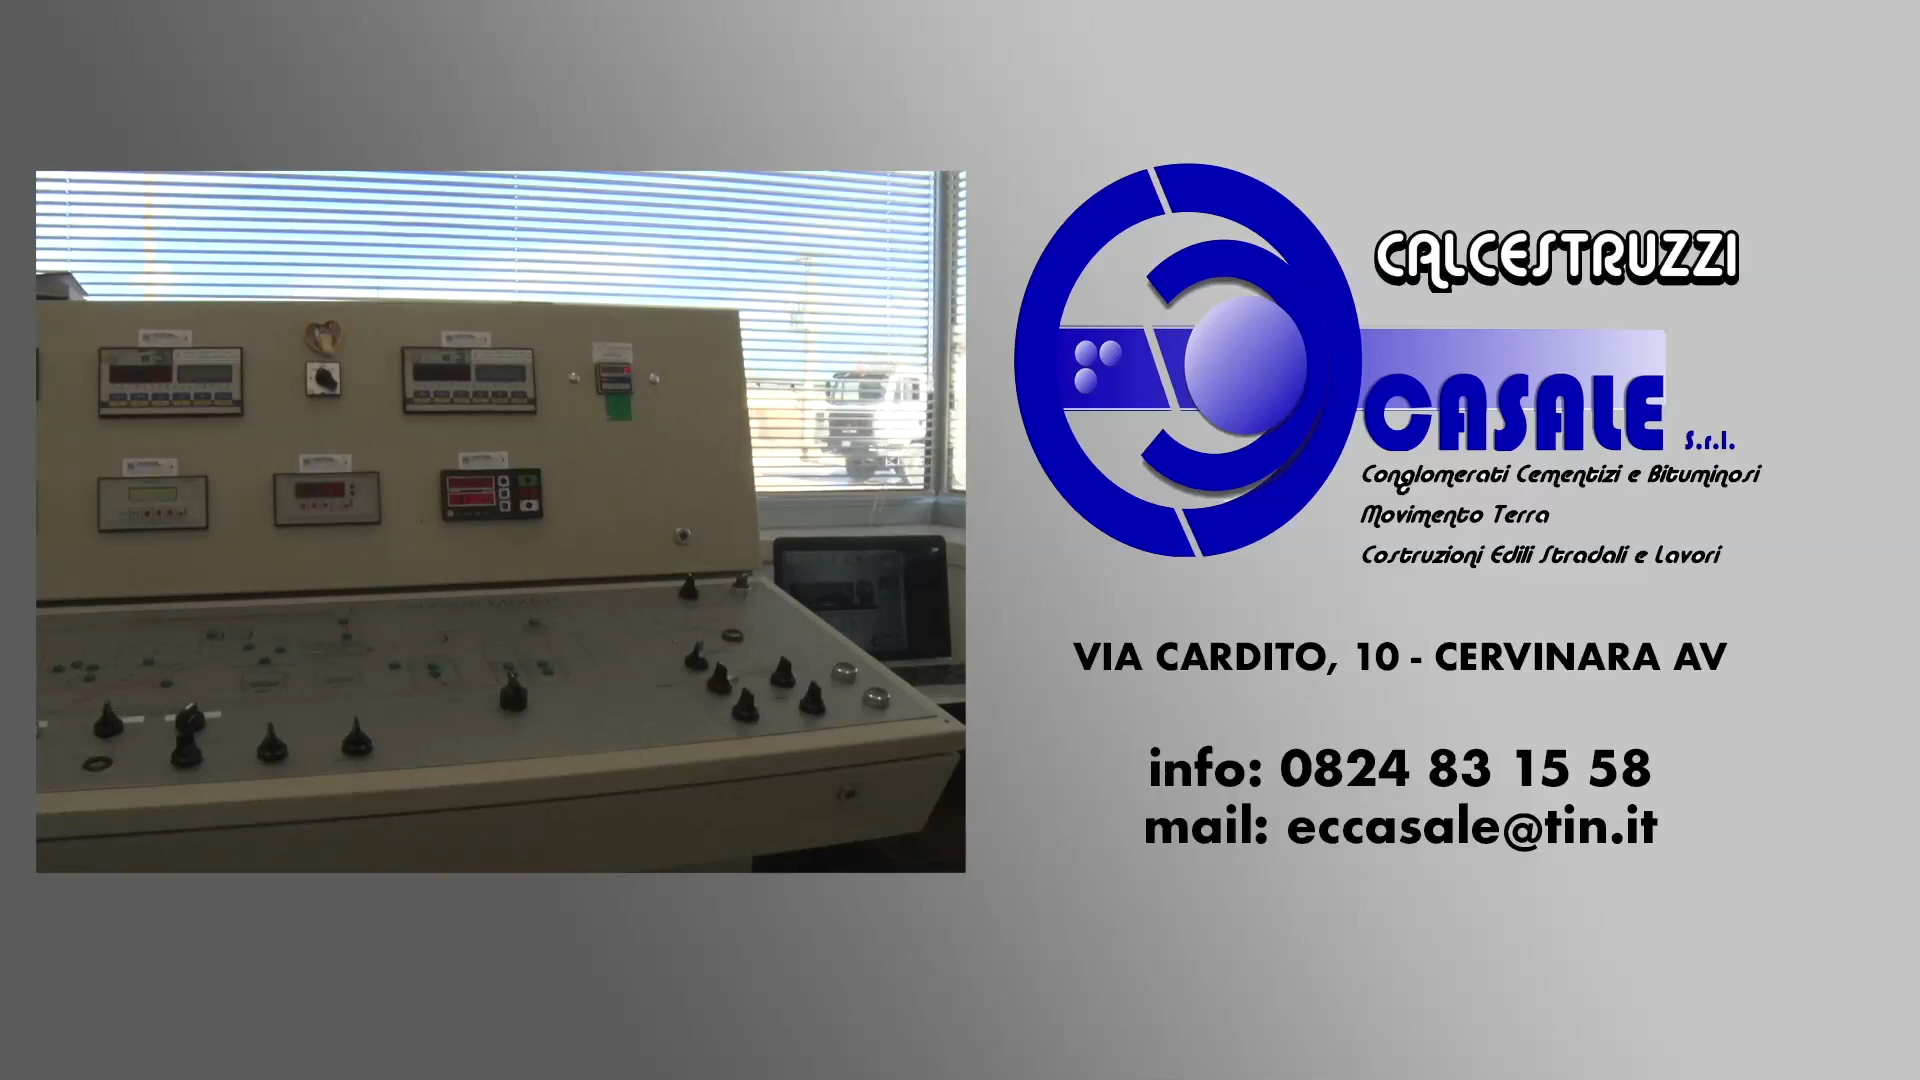 CALCESTRUZZI
CASALE S.r.l.
Conglomerati Cementizi e Bituminosi
Movimento Terra
Costruzioni Edili Stradali e Lavori
VIA CARDITO, 10 - CERVINARA AV
info: 0824 83 15 58
mail: eccasale@tin.it